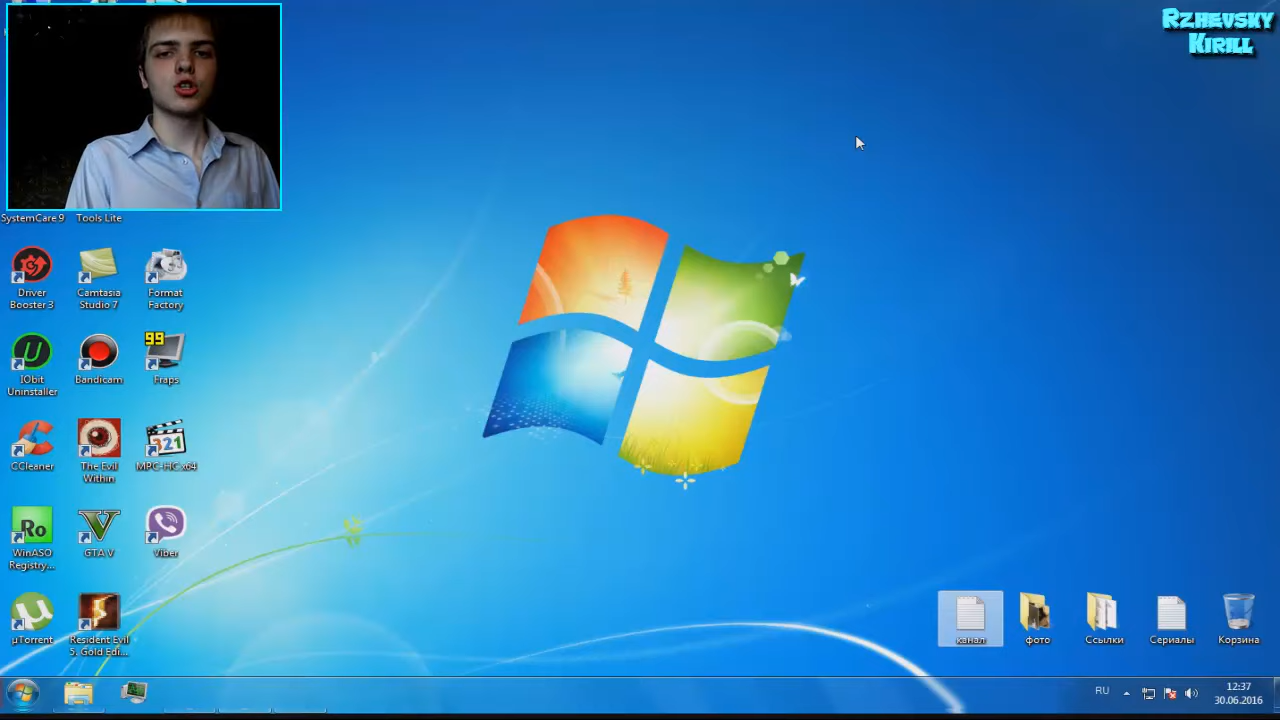 Rzhevsky
Kirill
SystemCare 9
Tools Lite
Driver
Booster 3
Camtasia
Studio 7
Format
Factory
99
IObit
Uninstaller
Bandicam
Fraps
CCleaner
The Evil
Within
321
MPC-HC x64
Ro
WinASO
Registry...
GTA V
Viber
µTorrent
Resident Evil
5. Gold Edi...
канал
фото
Ссылки
Сериалы
Корзина
RU
12:37
30.06.2016